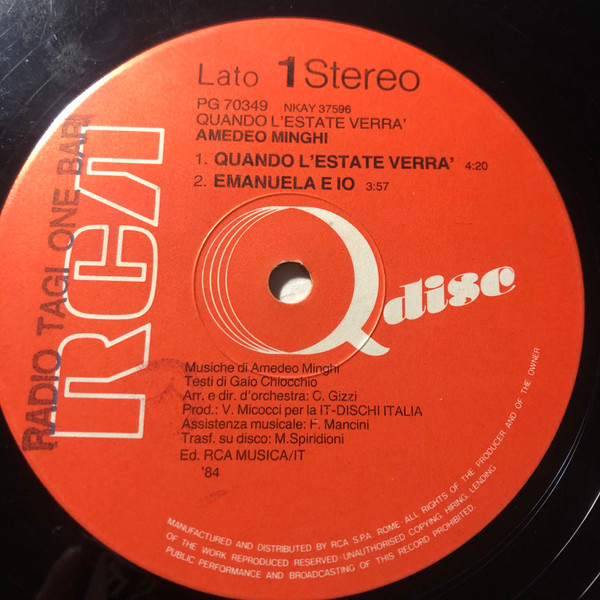 Lato 1 Stereo
PG 70349 NKAY 37596
QUANDO L'ESTATE VERRA'
AMEDEO MINGHI
1. QUANDO L'ESTATE VERRA' 4:20
2. EMANUELA E IO 3:57
RCA
RADIO TAGLIONE BARI
Qdisc
Musiche di Amedeo Minghi
Testi di Gaio Chiocchio
Arr. e dir. d'orchestra: C. Gizzi
Prod.: V. Micocci per la IT-DISCHI ITALIA
Assistenza musicale: F. Mancini
Trasf. su disco: M.Spiridioni
Ed. RCA MUSICA/IT
'84
MANUFACTURED AND DISTRIBUTED BY RCA S.P.A. ROME. ALL RIGHTS OF THE PRODUCER AND OF THE OWNER
OF THE WORK REPRODUCED RESERVED-UNAUTHORISED COPYING, HIRING, LENDING
PUBLIC PERFORMANCE AND BROADCASTING OF THIS RECORD PROHIBITED